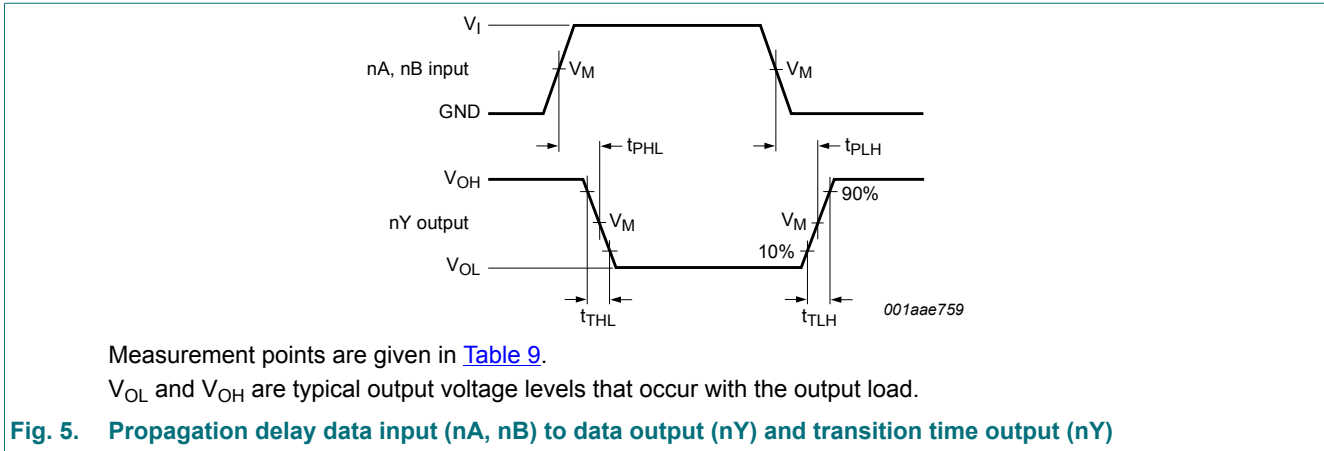 VI
nA, nB input
VM
VM
GND
tPHL
tPLH
VOH
90%
nY output
VM
VM
10%
VOL
tTHL
tTLH
001aae759
Measurement points are given in Table 9.
VOL and VOH are typical output voltage levels that occur with the output load.
Fig. 5. Propagation delay data input (nA, nB) to data output (nY) and transition time output (nY)